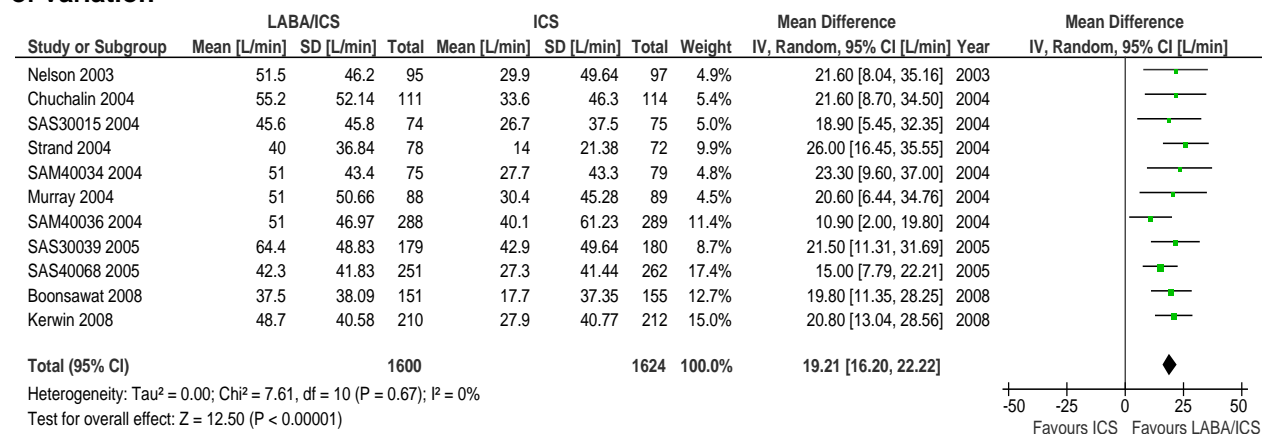 LABA/ICS ICS Mean Difference Mean Difference
Study or Subgroup Mean [L/min] SD [L/min] Total Mean [L/min] SD [L/min] Total Weight IV, Random, 95% CI [L/min] Year IV, Random, 95% CI [L/min]
Nelson 2003 51.5 46.2 95 29.9 49.64 97 4.9% 21.60 [8.04, 35.16] 2003
Chuchalin 2004 55.2 52.14 111 33.6 46.3 114 5.4% 21.60 [8.70, 34.50] 2004
SAS30015 2004 45.6 45.8 74 26.7 37.5 75 5.0% 18.90 [5.45, 32.35] 2004
Strand 2004 40 36.84 78 14 21.38 72 9.9% 26.00 [16.45, 35.55] 2004
SAM40034 2004 51 43.4 75 27.7 43.3 79 4.8% 23.30 [9.60, 37.00] 2004
Murray 2004 51 50.66 88 30.4 45.28 89 4.5% 20.60 [6.44, 34.76] 2004
SAM40036 2004 51 46.97 288 40.1 61.23 289 11.4% 10.90 [2.00, 19.80] 2004
SAS30039 2005 64.4 48.83 179 42.9 49.64 180 8.7% 21.50 [11.31, 31.69] 2005
SAS40068 2005 42.3 41.83 251 27.3 41.44 262 17.4% 15.00 [7.79, 22.21] 2005
Boonsawat 2008 37.5 38.09 151 17.7 37.35 155 12.7% 19.80 [11.35, 28.25] 2008
Kerwin 2008 48.7 40.58 210 27.9 40.77 212 15.0% 20.80 [13.04, 28.56] 2008
Total (95% CI) 1600 1624 100.0% 19.21 [16.20, 22.22]
Heterogeneity: Tau² = 0.00; Chi² = 7.61, df = 10 (P = 0.67); I² = 0%
Test for overall effect: Z = 12.50 (P < 0.00001)
-50 -25 0 25 50
Favours ICS Favours LABA/ICS